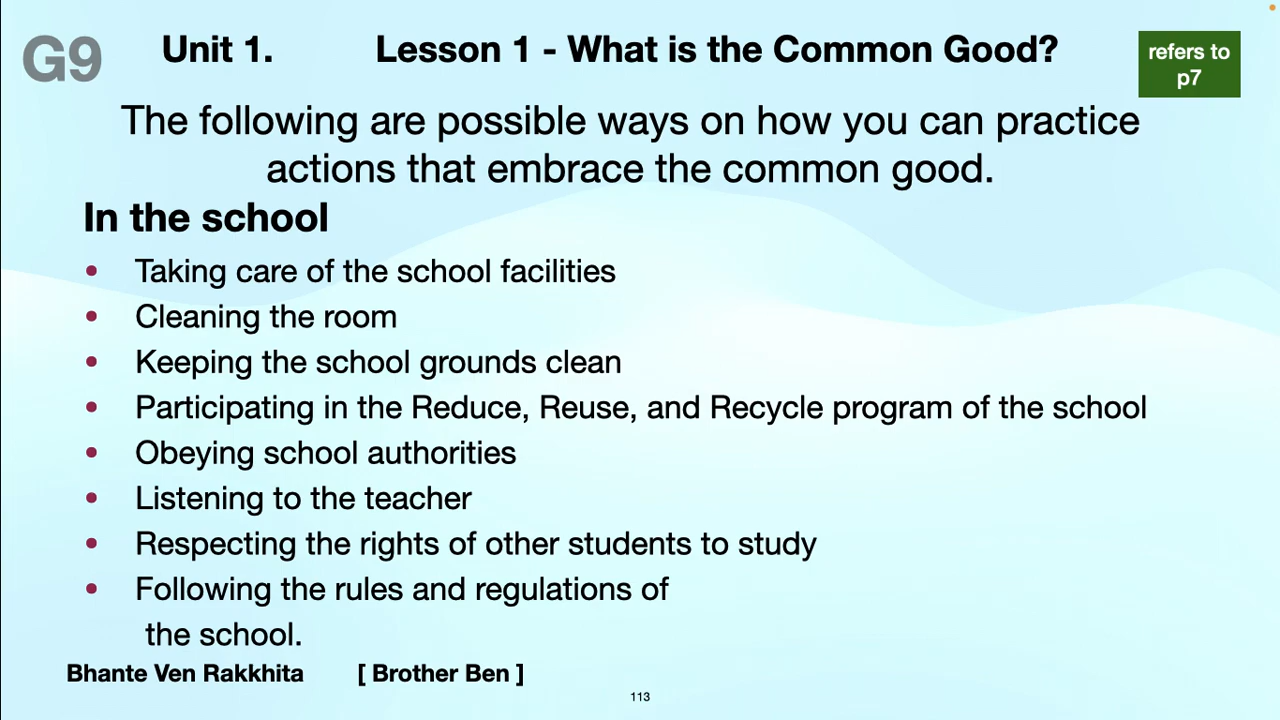 G9
Unit 1. Lesson 1 - What is the Common Good?
refers to
p7
The following are possible ways on how you can practice
actions that embrace the common good.
In the school
• Taking care of the school facilities
• Cleaning the room
• Keeping the school grounds clean
• Participating in the Reduce, Reuse, and Recycle program of the school
• Obeying school authorities
• Listening to the teacher
• Respecting the rights of other students to study
• Following the rules and regulations of
the school.
Bhante Ven Rakkhita [ Brother Ben ]
113